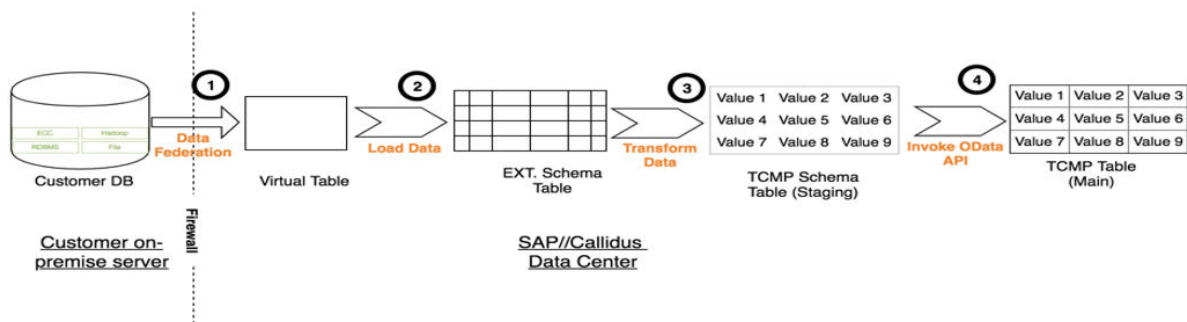 1
2
3
4
ECC
Hadoop
RDBMS
File
Customer DB
Data
Federation
Virtual Table
Load Data
EXT. Schema
Table
Transform
Data
Value 1 Value 2 Value 3
Value 4 Value 5 Value 6
Value 7 Value 8 Value 9
TCMP Schema
Table (Staging)
Invoke OData
API
Value 1 Value 2 Value 3
Value 4 Value 5 Value 6
Value 7 Value 8 Value 9
TCMP Table
(Main)
Firewall
Customer on-
premise server
SAP//Callidus
Data Center